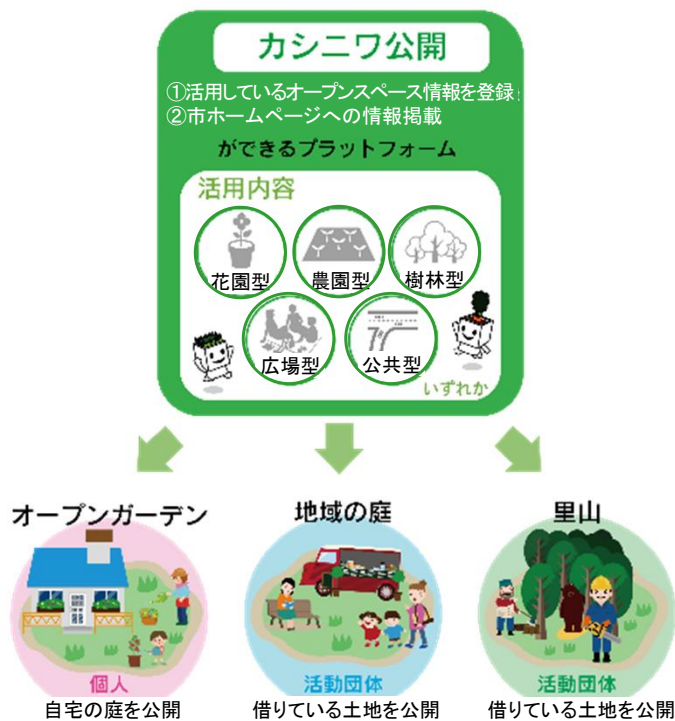 カシニワ公開
①活用しているオープンスペース情報を登録
②市ホームページへの情報掲載
ができるプラットフォーム
活用内容
花園型
農園型
樹林型
広場型
公共型
いずれか
オープンガーデン
地域の庭
里山
個人
活動団体
活動団体
自宅の庭を公開
借りている土地を公開
借りている土地を公開